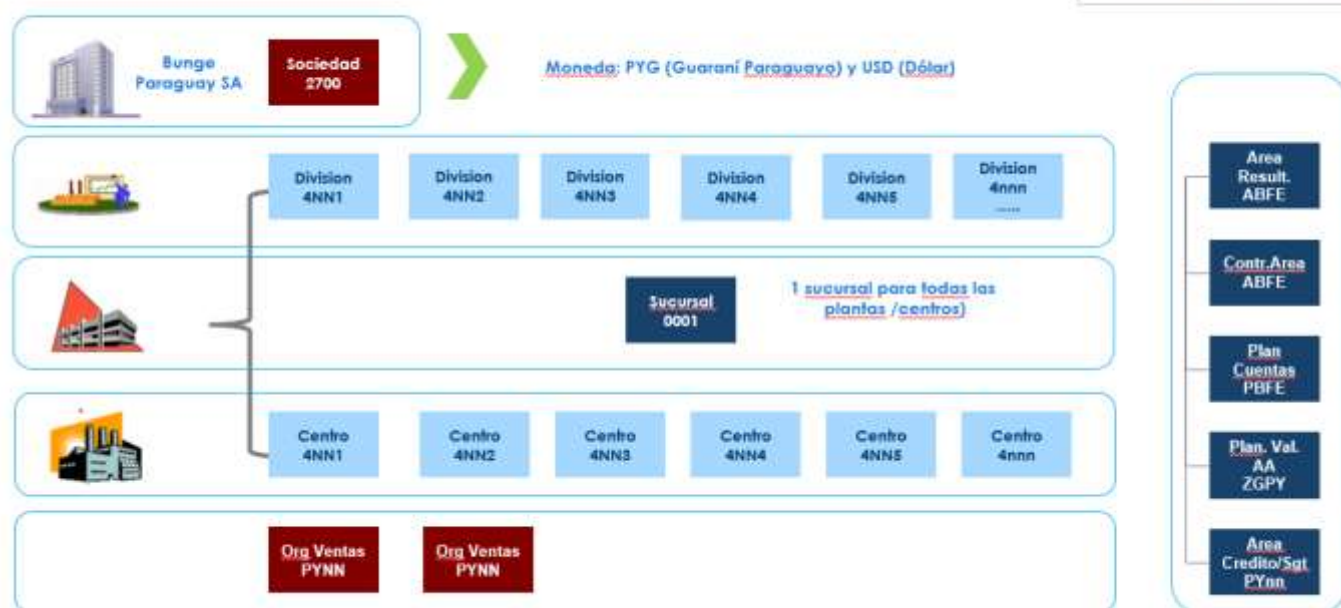 Bunge
Paraguay SA
Sociedad
2700
Moneda: PYG (Guaraní Paraguayo) y USD (Dólar)
Division
4NN1
Division
4NN2
Division
4NN3
Division
4NN4
Division
4NN5
Division
4nnn
.....
Sucursal
0001
1 sucursal para todas las
plantas /centros)
Centro
4NN1
Centro
4NN2
Centro
4NN3
Centro
4NN4
Centro
4NN5
Centro
4nnn
Org Ventas
PYNN
Org Ventas
PYNN
Area
Result.
ABFE
Contr.Area
ABFE
Plan
Cuentas
PBFE
Plan. Val.
AA
ZGPY
Area
Credito/Sgt
PYnn